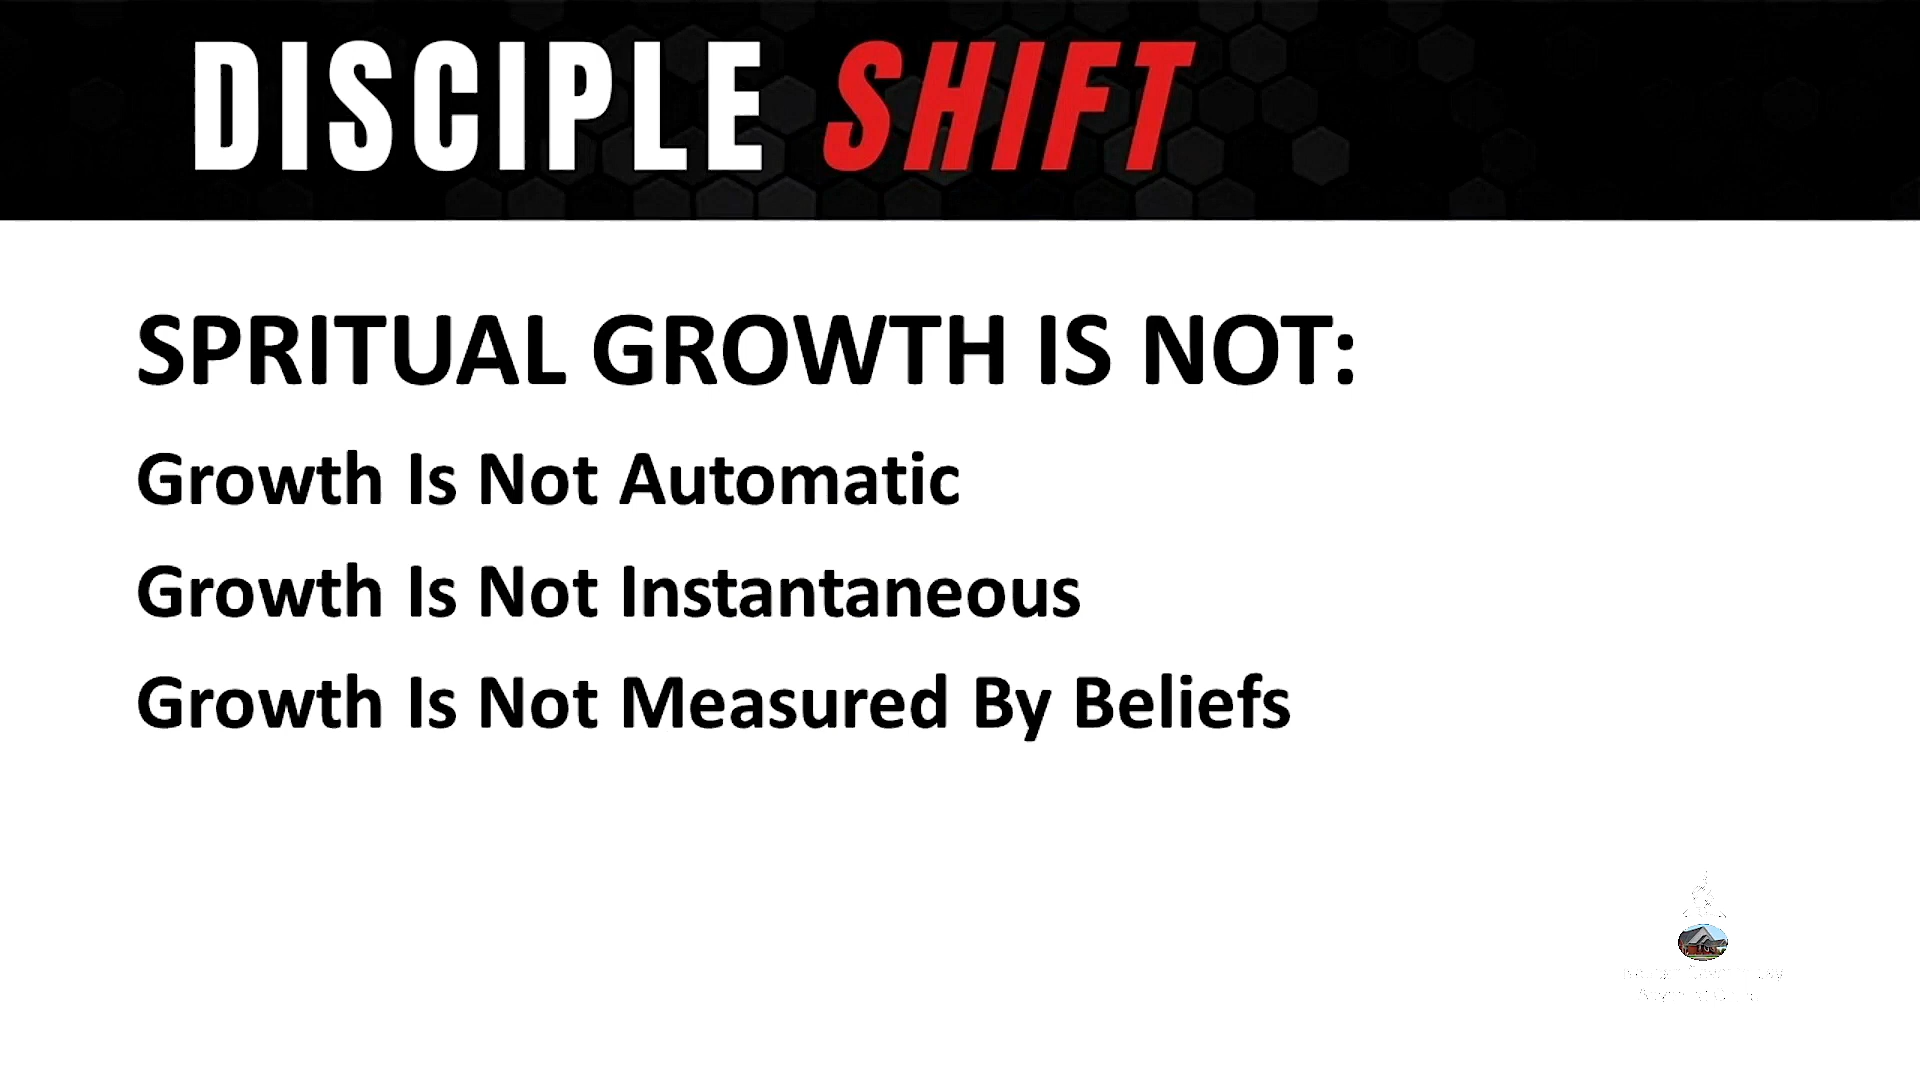 DISCIPLE SHIFT
SPRITUAL GROWTH IS NOT:
Growth Is Not Automatic
Growth Is Not Instantaneous
Growth Is Not Measured By Beliefs